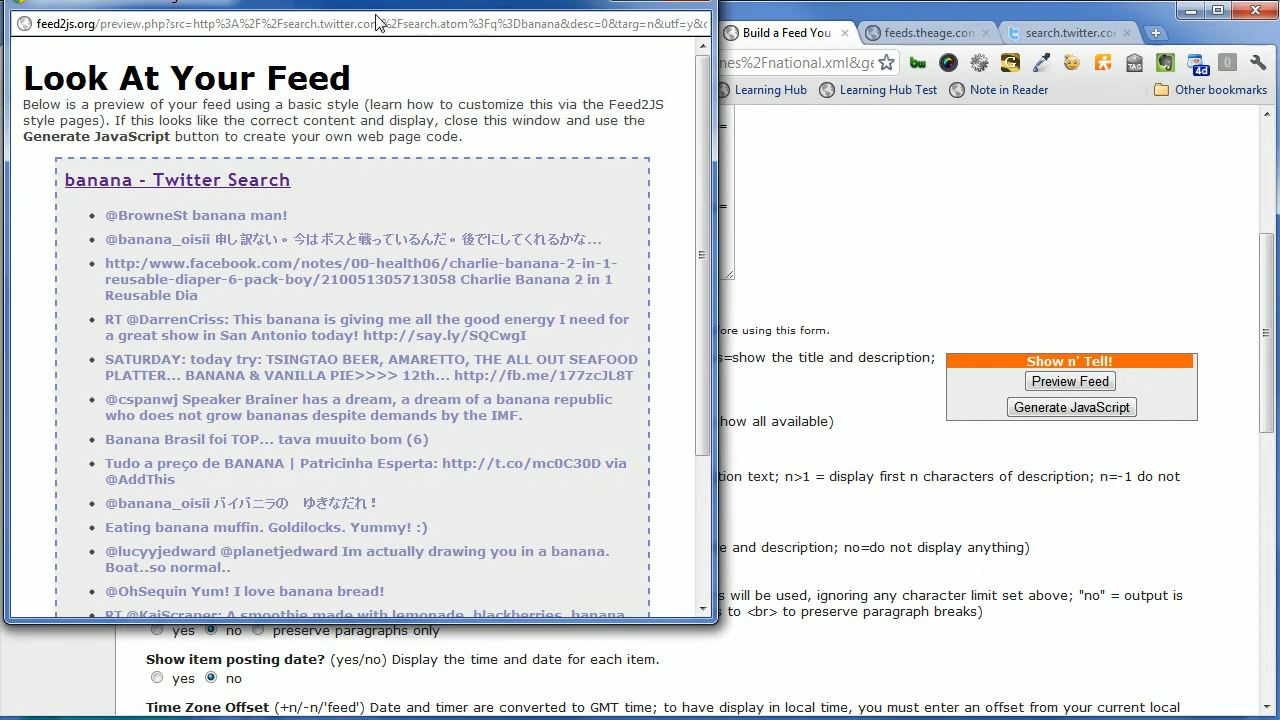 feed2js.org/preview.php?src=http%3A%2F%2Fsearch.twitter.com%2Fsearch.atom%3Fq%3Dbanana&desc=0&targ=n&utf=y&c
Build a Feed You
feeds.theage.con
search.twitter.com
nes%2Fnational.xml&ge
4d
0
TAG
bw
Learning Hub
Learning Hub Test
Note in Reader
Other bookmarks
Look At Your Feed
Below is a preview of your feed using a basic style (learn how to customize this via the Feed2JS
style pages). If this looks like the correct content and display, close this window and use the
Generate JavaScript button to create your own web page code.
banana - Twitter Search
@BrowneSt banana man!
@banana_oisii 申し訳ない。今はボスと戦っているんだ。後でにしてくれるかな...
http:/www.facebook.com/notes/00-health06/charlie-banana-2-in-1-
reusable-diaper-6-pack-boy/210051305713058 Charlie Banana 2 in 1
Reusable Dia
RT @DarrenCriss: This banana is giving me all the good energy I need for
a great show in San Antonio today! http://say.ly/SQCwgI
SATURDAY: today try: TSINGTAO BEER, AMARETTO, THE ALL OUT SEAFOOD
PLATTER... BANANA & VANILLA PIE>>>> 12th... http://fb.me/177zcJL8T
@cspanwj Speaker Brainer has a dream, a dream of a banana republic
who does not grow bananas despite demands by the IMF.
Banana Brasil foi TOP... tava muuito bom (6)
Tudo a preço de BANANA | Patricinha Esperta: http://t.co/mc0C30D via
@AddThis
@banana_oisii バイバニラの　ゆきなだれ！
Eating banana muffin. Goldilocks. Yummy! :)
@lucyyjedward @planetjedward Im actually drawing you in a banana.
Boat..so normal..
@OhSequin Yum! I love banana bread!
RT @KaiScraper: A smoothie made with lemonade, blackberries, banana
=
=
ore using this form.
s=show the title and description;
Show n' Tell!
Preview Feed
Generate JavaScript
how all available)
tion text; n>1 = display first n characters of description; n=-1 do not
e and description; no=do not display anything)
s will be used, ignoring any character limit set above; "no" = output is
s to <br> to preserve paragraph breaks)
yes no preserve paragraphs only
Show item posting date? (yes/no) Display the time and date for each item.
yes no
Time Zone Offset (+n/-n/'feed') Date and timer are converted to GMT time; to have display in local time, you must enter an offset from your current local